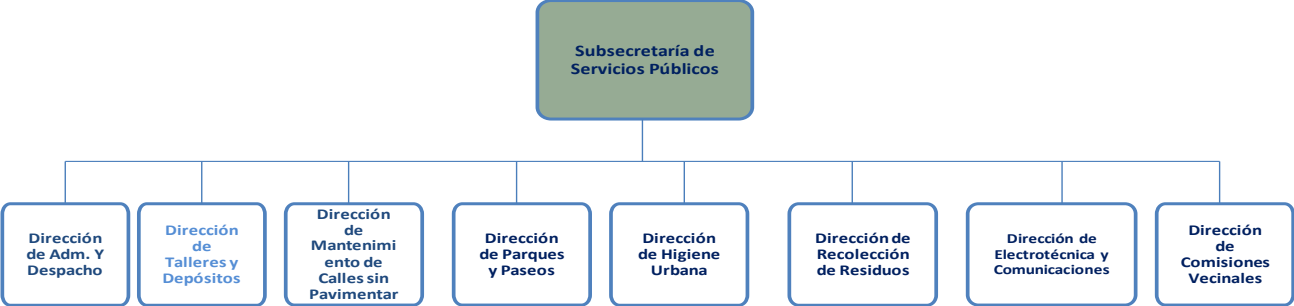 Subsecretaría de
Servicios Públicos
Dirección
de Adm. Y
Despacho
Dirección
de
Talleres y
Depósitos
Dirección
de
Mantenimi
ento de
Calles sin
Pavimentar
Dirección
de Parques
y Paseos
Dirección
de Higiene
Urbana
Dirección de
Recolección
de Residuos
Dirección de
Electrotécnica y
Comunicaciones
Dirección
de
Comisiones
Vecinales